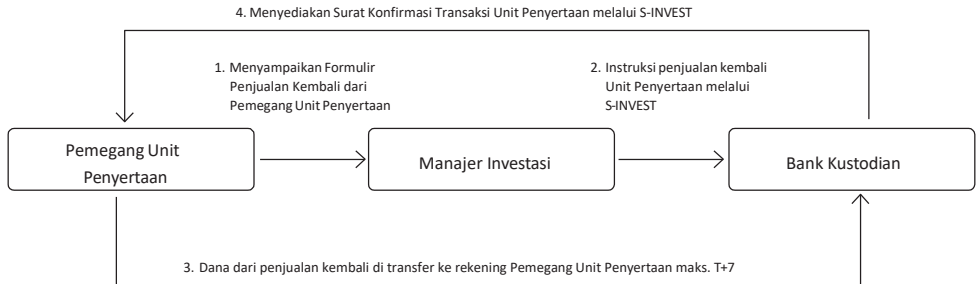 4. Menyediakan Surat Konfirmasi Transaksi Unit Penyertaan melalui S-INVEST
1. Menyampaikan Formulir
Penjualan Kembali dari
Pemegang Unit Penyertaan
2. Instruksi penjualan kembali
Unit Penyertaan melalui
S-INVEST
Pemegang Unit
Penyertaan
Manajer Investasi
Bank Kustodian
3. Dana dari penjualan kembali di transfer ke rekening Pemegang Unit Penyertaan maks. T+7